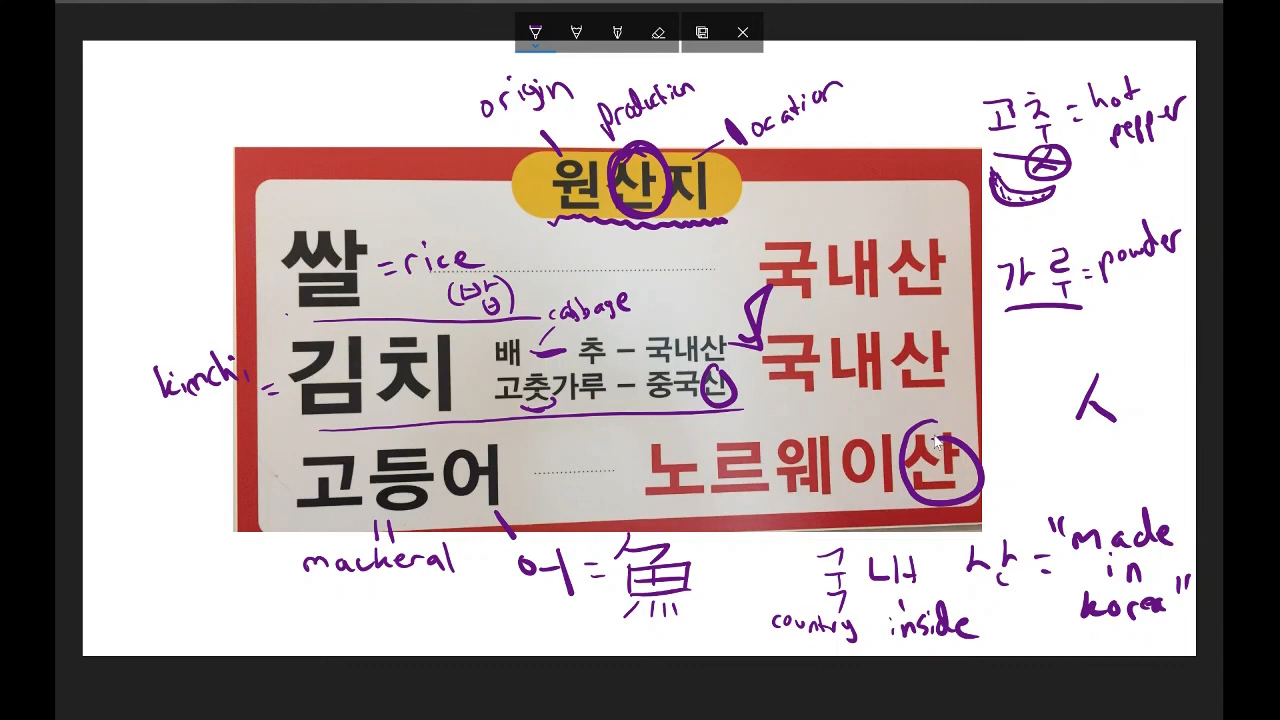 origin production location
원산지
쌀 = rice 국내산
(밥)
cabbage
kimchi = 김치 배 추 - 국내산 국내산
고춧가루 - 중국산
고등어 노르웨이산
mackeral
어 = 魚
고추 = hot pepper
가루 = powder
ㅅ
국내 산 = "made in korea"
country inside